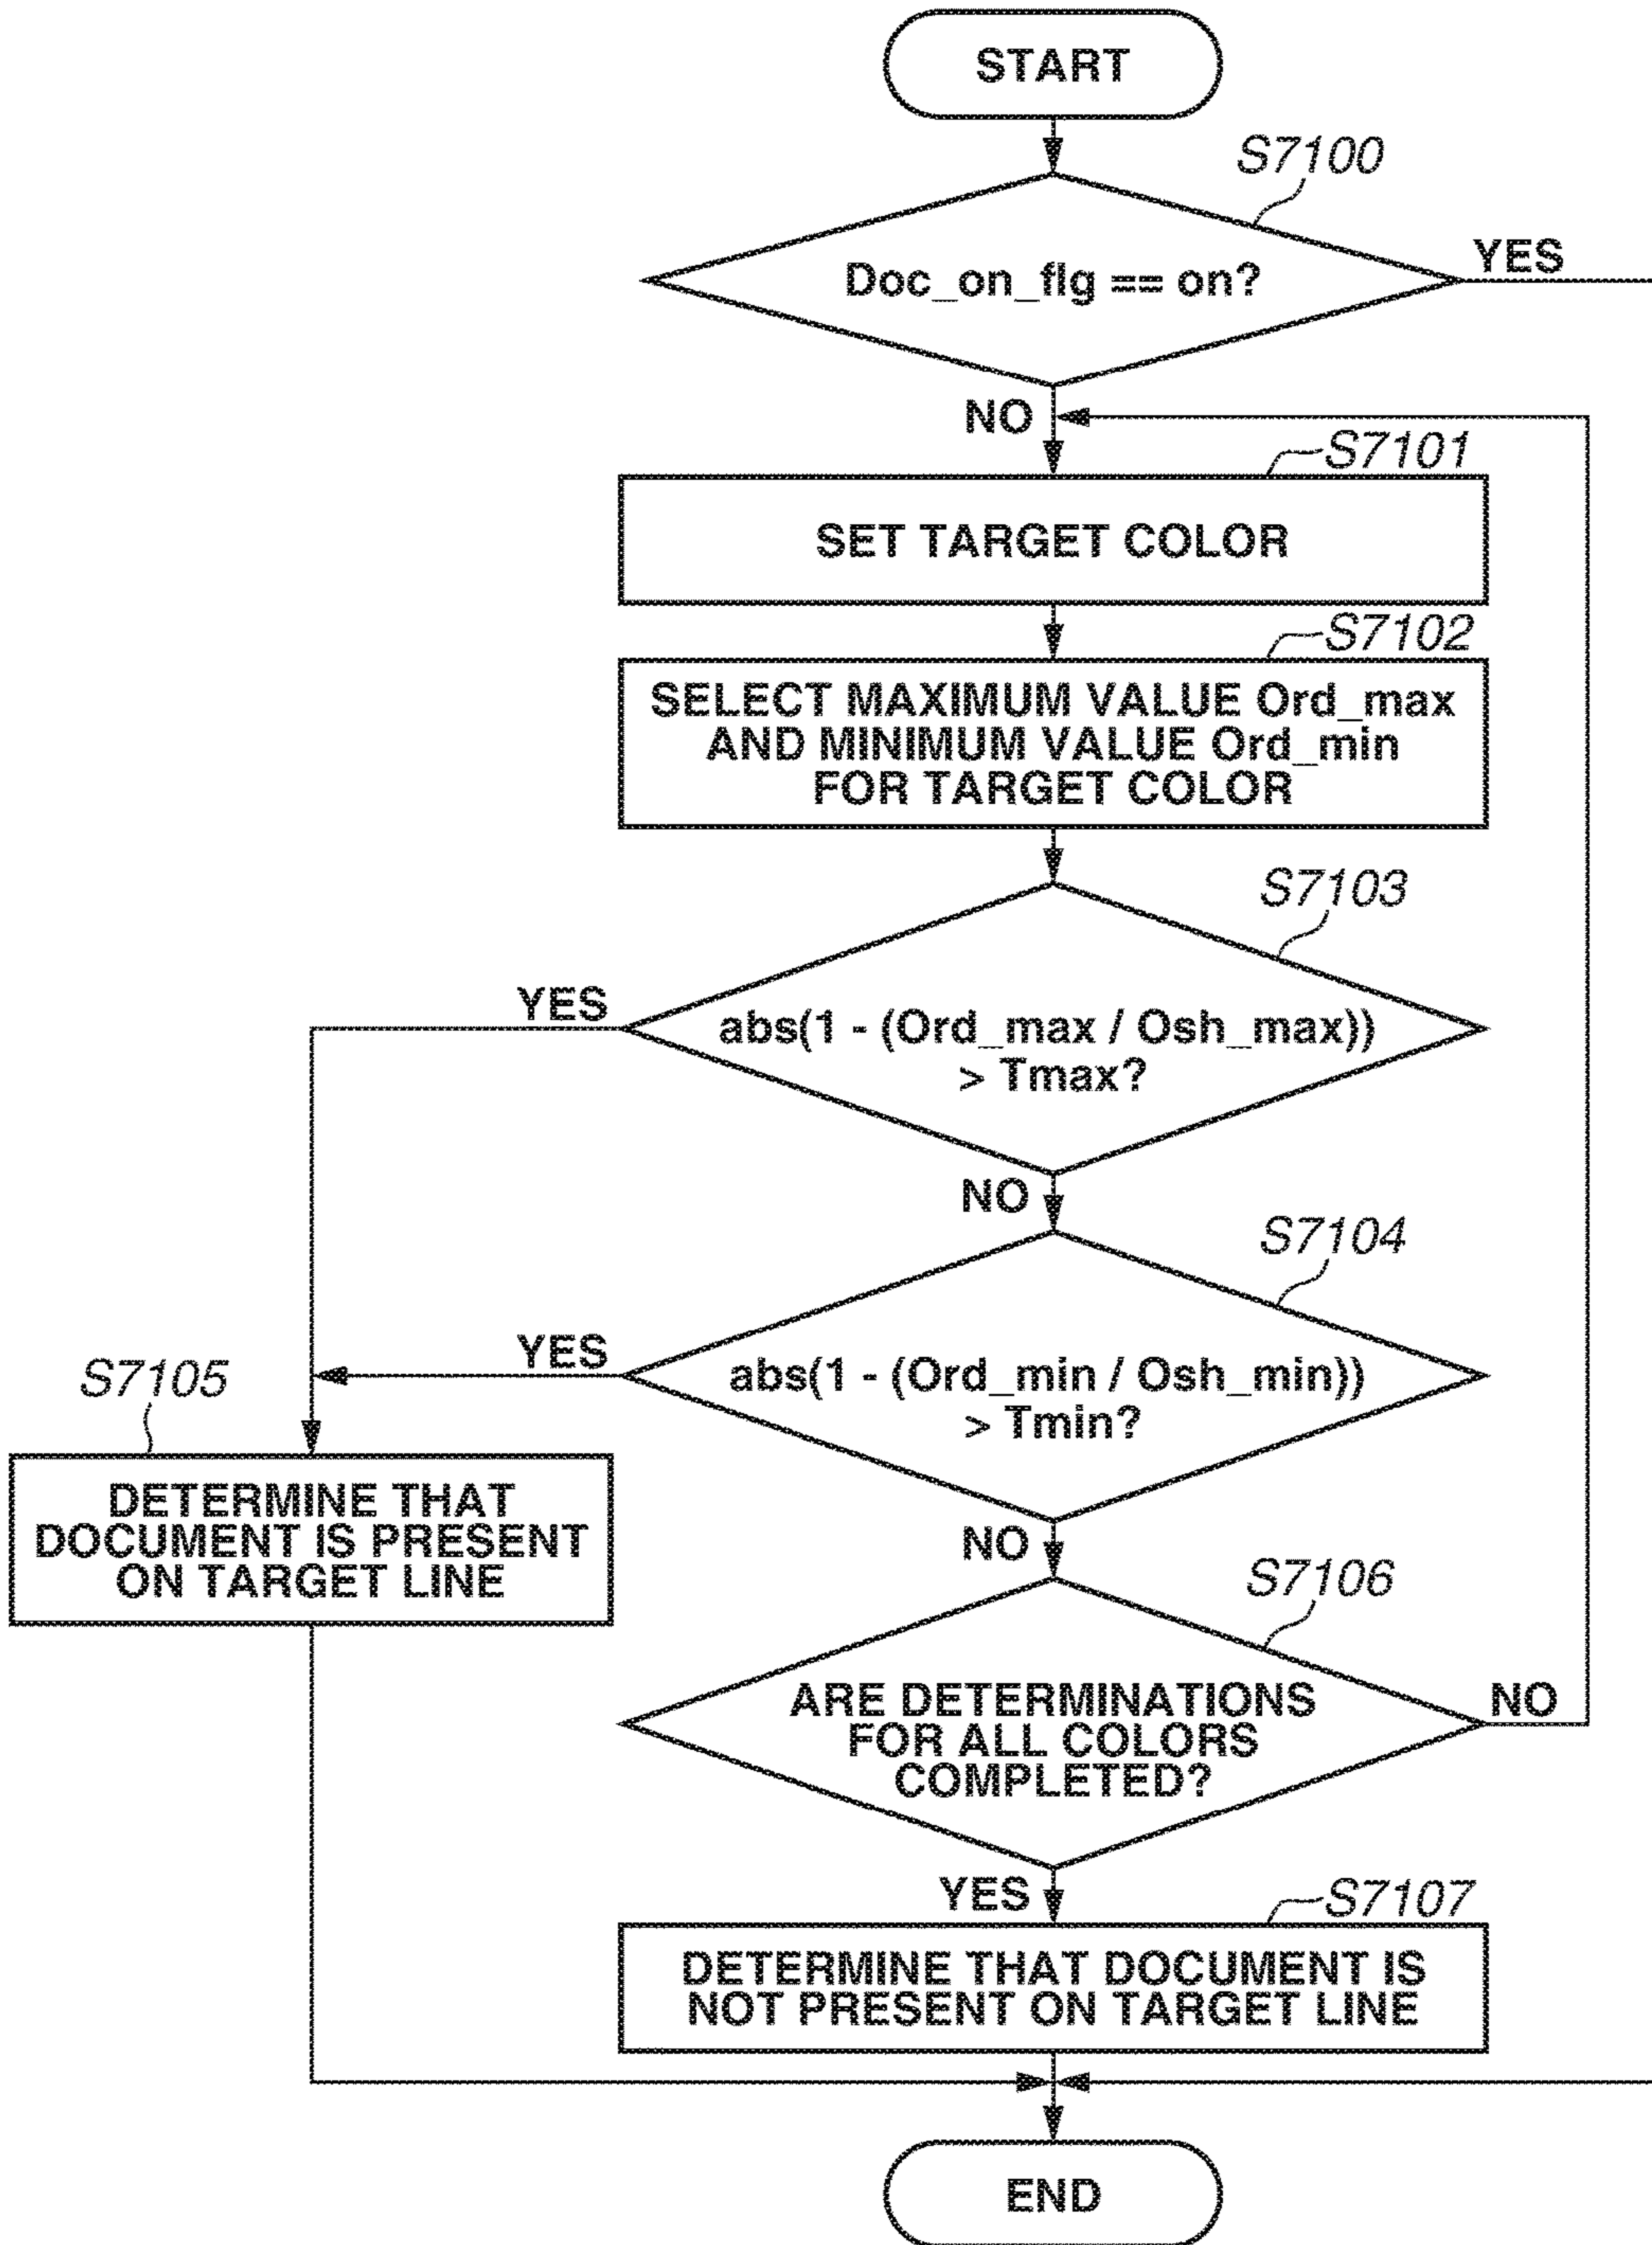 START
S7100
Doc_on_flg == on?
YES
NO
S7101
SET TARGET COLOR
S7102
SELECT MAXIMUM VALUE Ord_max
AND MINIMUM VALUE Ord_min
FOR TARGET COLOR
S7103
YES
abs(1 - (Ord_max / Osh_max))
> Tmax?
NO
S7104
YES
abs(1 - (Ord_min / Osh_min))
> Tmin?
S7105
DETERMINE THAT
DOCUMENT IS PRESENT
ON TARGET LINE
NO
S7106
ARE DETERMINATIONS
FOR ALL COLORS
COMPLETED?
NO
YES
S7107
DETERMINE THAT DOCUMENT IS
NOT PRESENT ON TARGET LINE
END